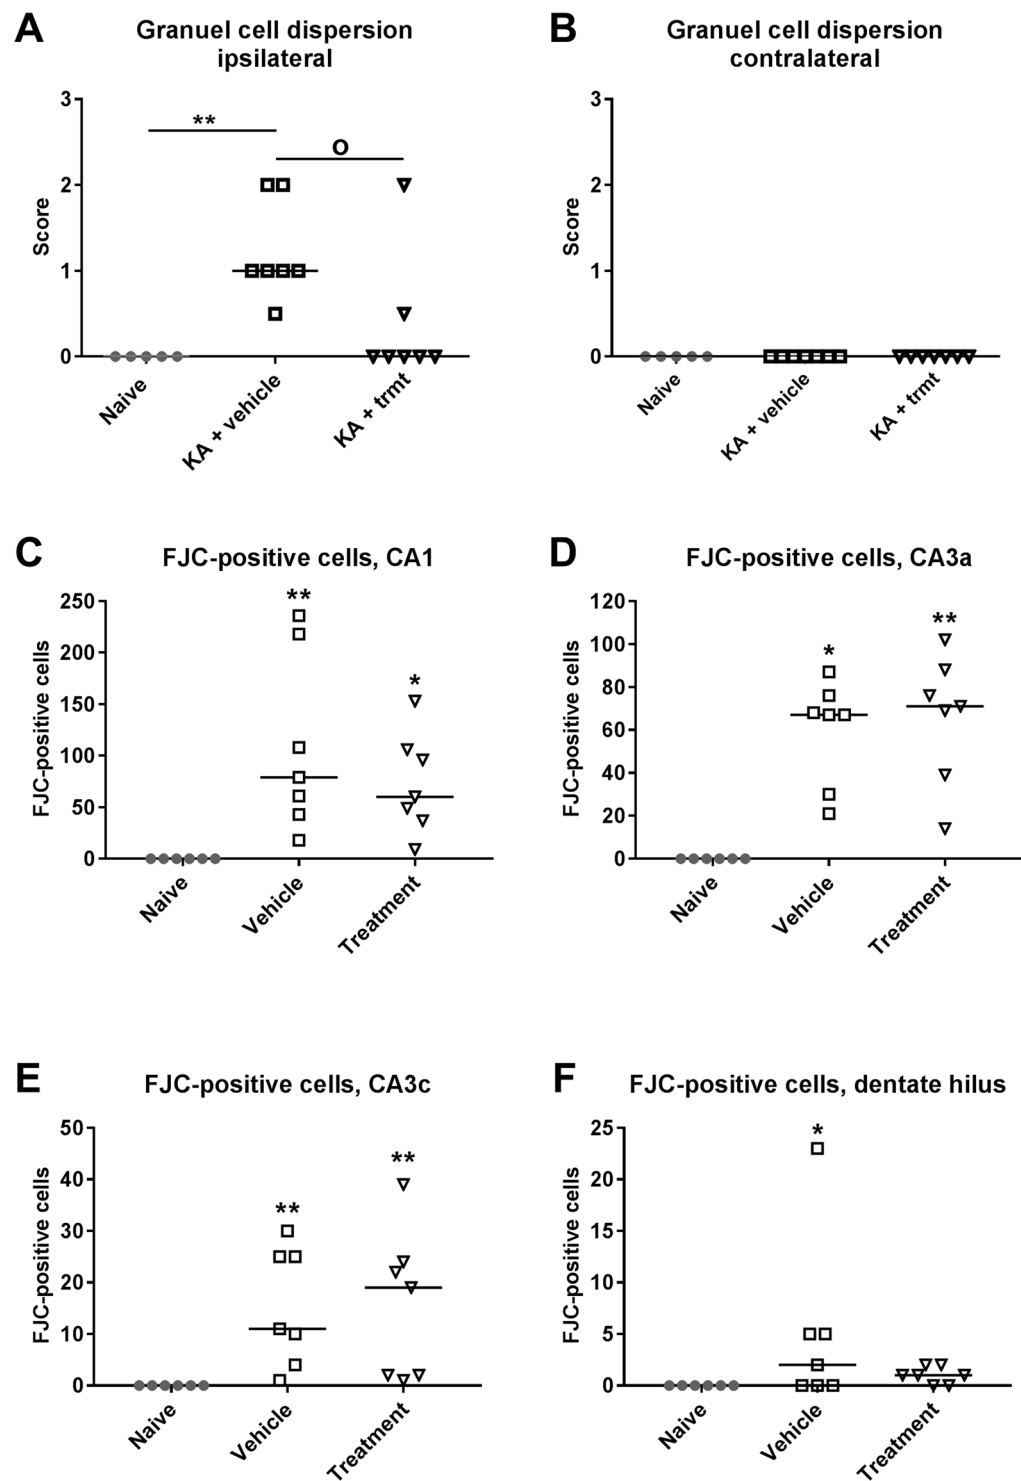 A
Granuel cell dispersion
ipsilateral
Score
3
2
1
0
**
O
Naive
KA + vehicle
KA + trmt
B
Granuel cell dispersion
contralateral
Score
3
2
1
0
Naive
KA + vehicle
KA + trmt
C
FJC-positive cells, CA1
FJC-positive cells
250
200
150
100
50
0
**
*
Naive
Vehicle
Treatment
D
FJC-positive cells, CA3a
FJC-positive cells
120
100
80
60
40
20
0
*
**
Naive
Vehicle
Treatment
E
FJC-positive cells, CA3c
FJC-positive cells
50
40
30
20
10
0
**
**
Naive
Vehicle
Treatment
F
FJC-positive cells, dentate hilus
FJC-positive cells
25
20
15
10
5
0
*
Naive
Vehicle
Treatment